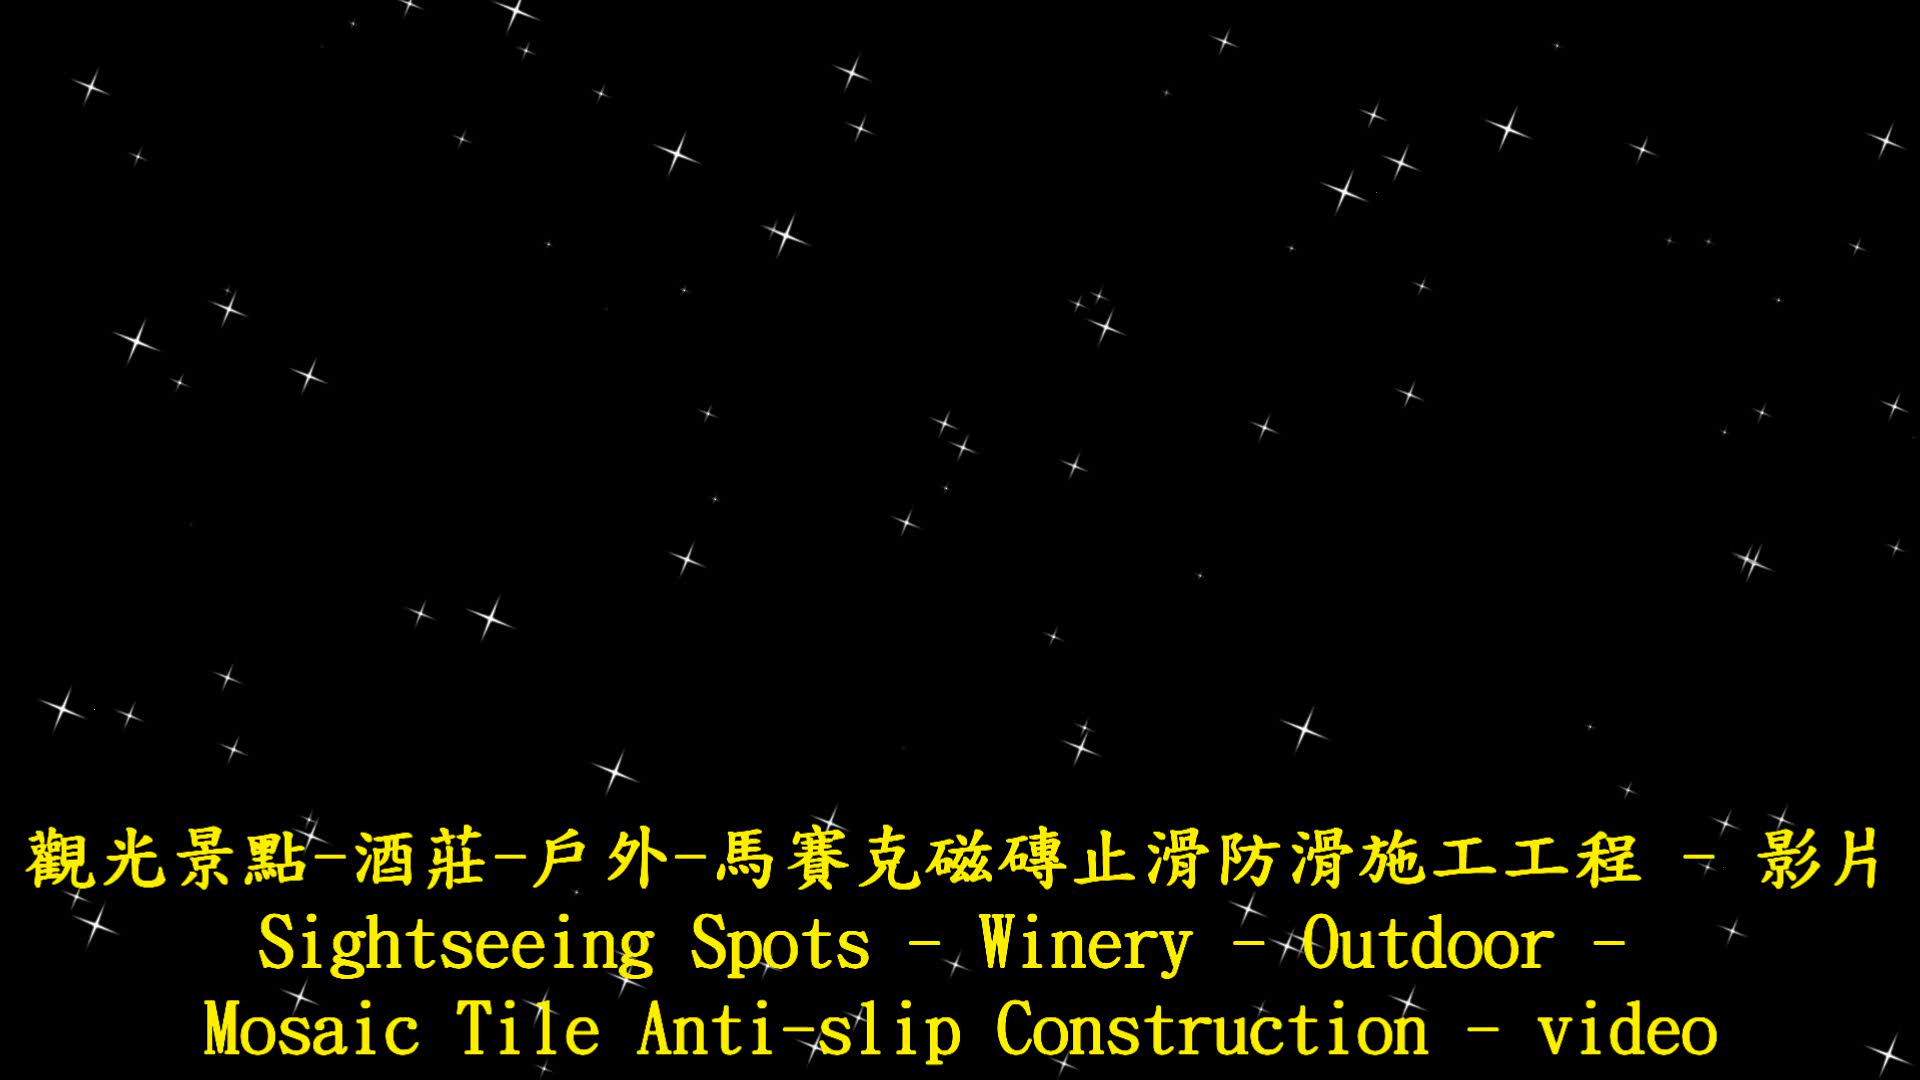 觀光景點-酒莊-戶外-馬賽克磁磚止滑防滑施工工程 - 影片
Sightseeing Spots - Winery - Outdoor -
Mosaic Tile Anti-slip Construction - video